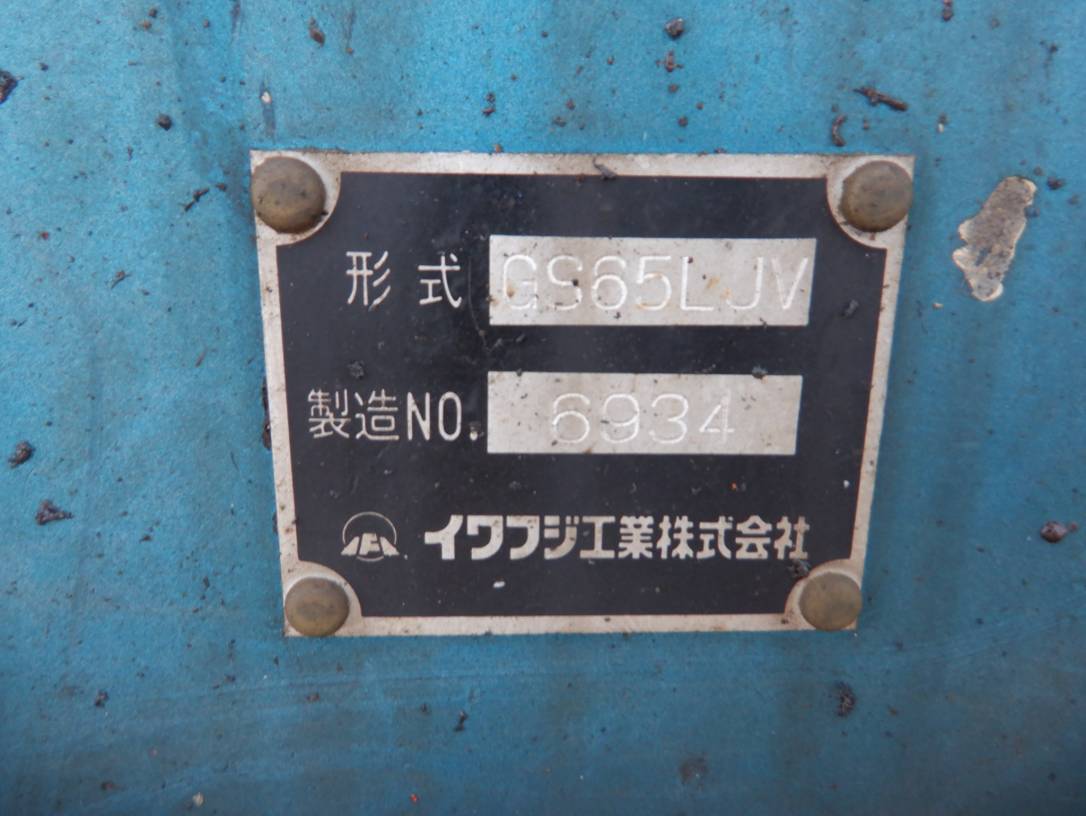 形式 GS65LJV
製造NO. 6934
イワフジ工業株式会社